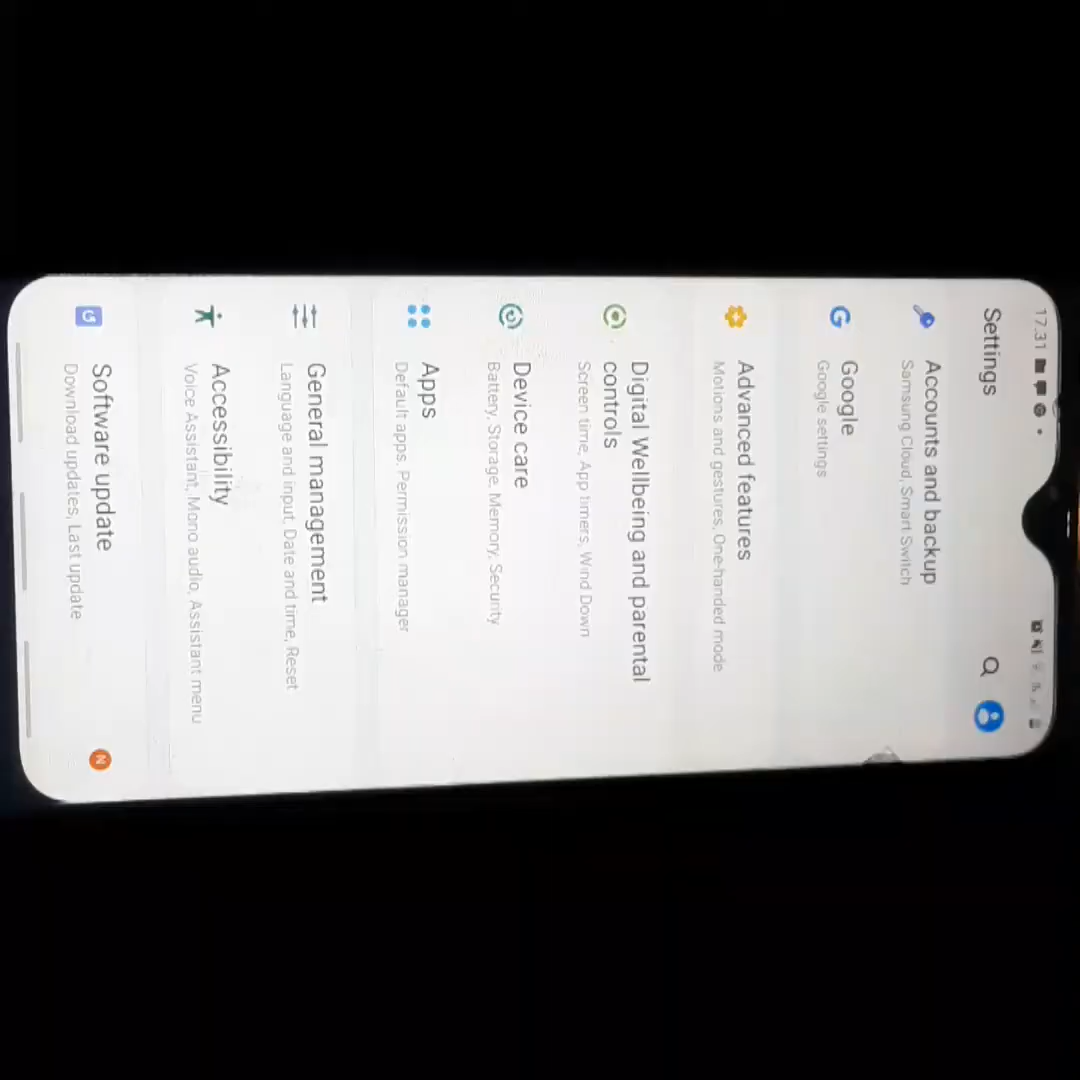 17.31
Settings
Accounts and backup
Samsung Cloud, Smart Switch
G
Google
Google settings
Advanced features
Motions and gestures, One-handed mode
Digital Wellbeing and parental
controls
Screen time, App timers, Wind Down
Device care
Battery, Storage, Memory, Security
Apps
Default apps, Permission manager
General management
Language and input, Date and time, Reset
Accessibility
Voice Assistant, Mono audio, Assistant menu
Software update
N
Download updates, Last update